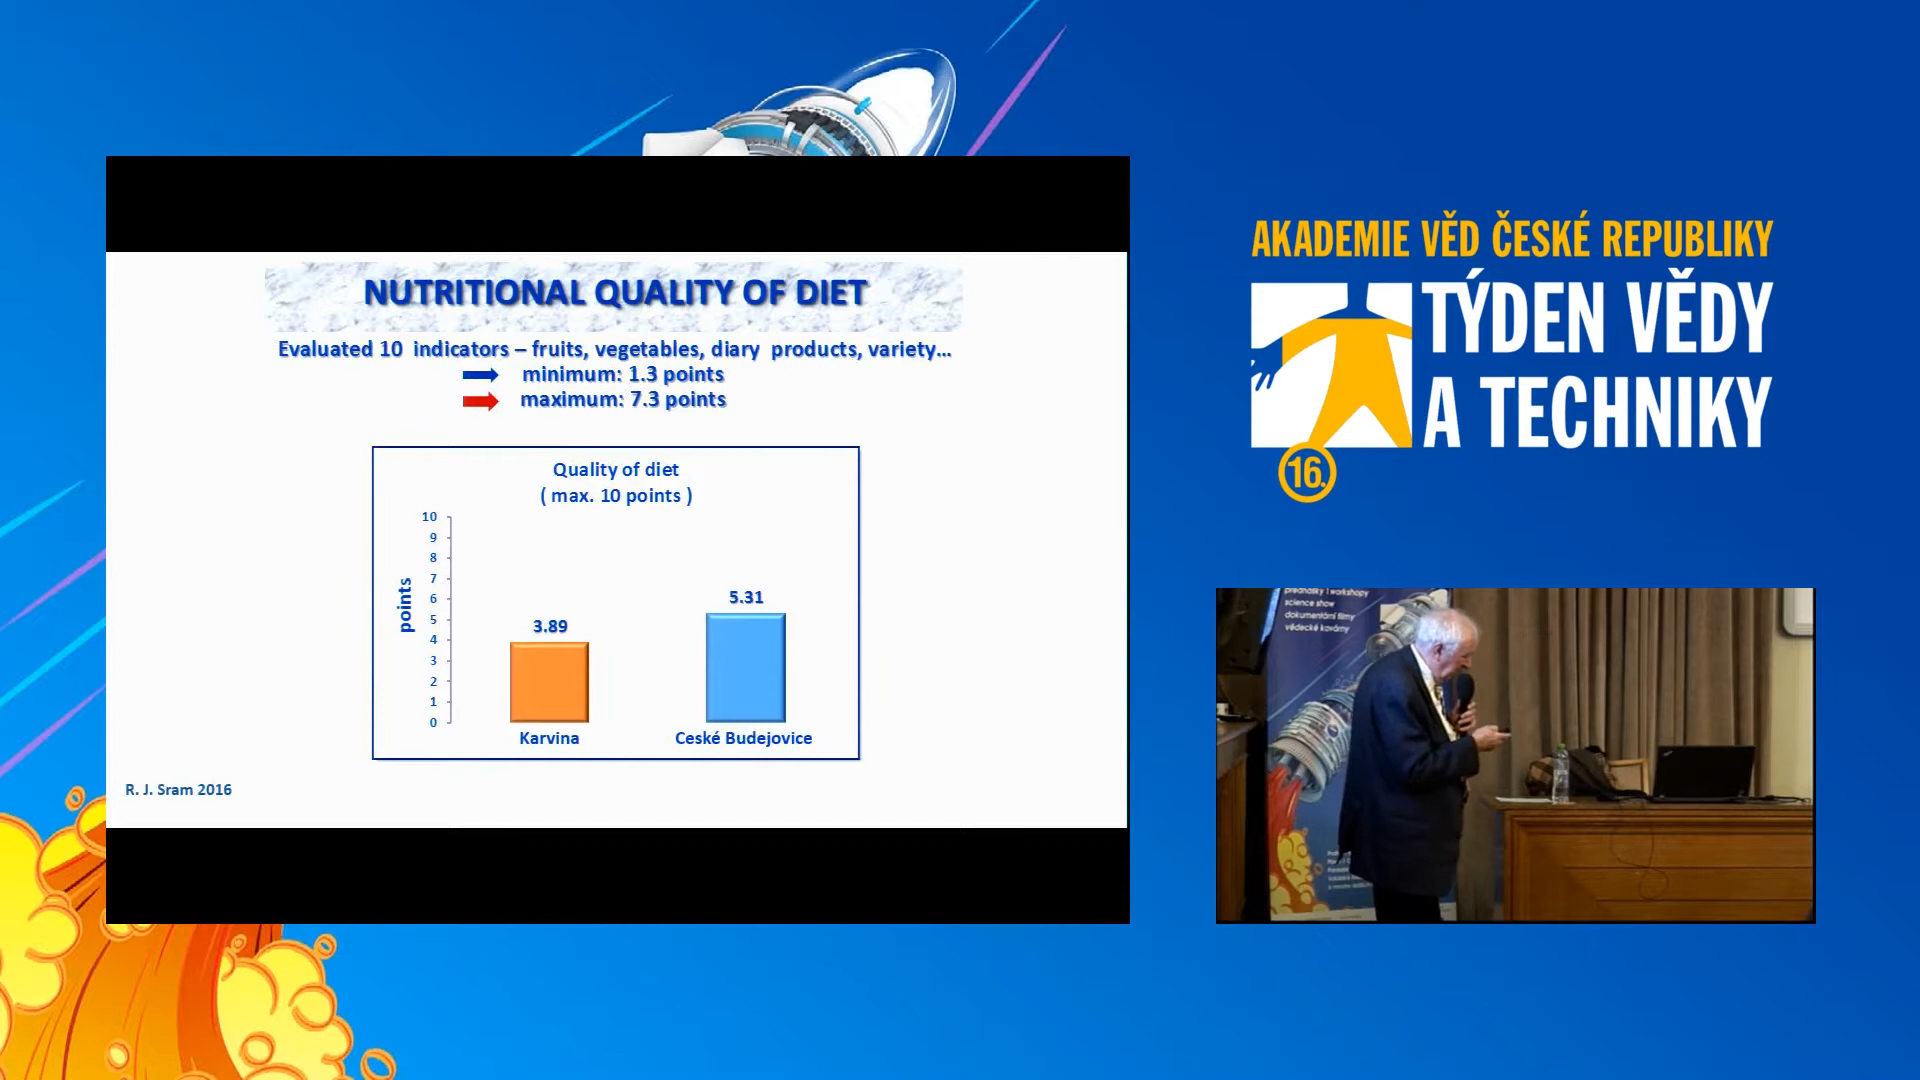 NUTRITIONAL QUALITY OF DIET
Evaluated 10 indicators – fruits, vegetables, diary products, variety...
minimum: 1.3 points
maximum: 7.3 points
Quality of diet
( max. 10 points )
points
10
9
8
7
6
5
4
3
2
1
0
3.89
5.31
Karvina
Ceské Budejovice
R. J. Sram 2016
AKADEMIE VĚD ČESKÉ REPUBLIKY
TÝDEN VĚDY
A TECHNIKY
16.
přednášky i workshopy
science show
dokumentární filmy
vědecké kavárny